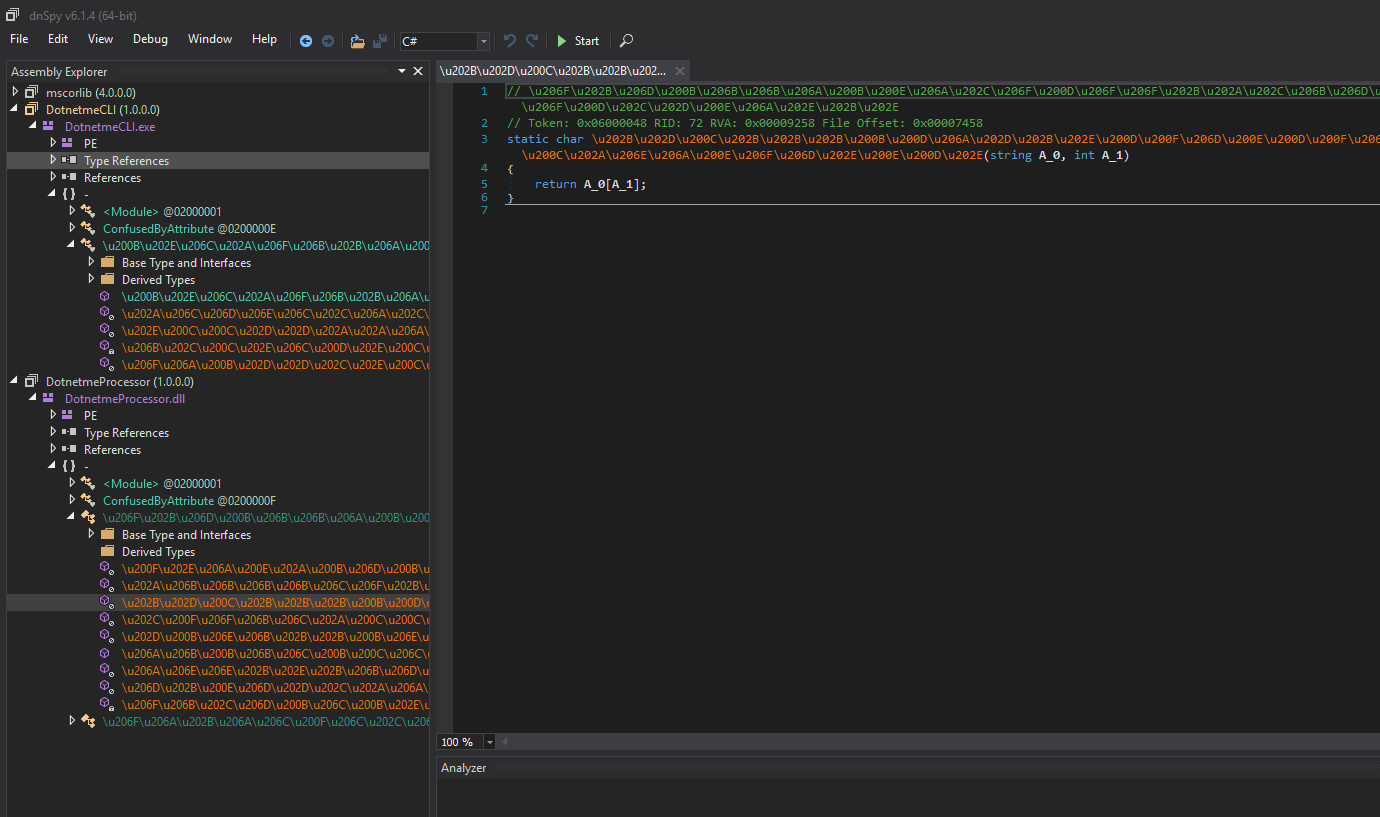 dnSpy v6.1.4 (64-bit)
File Edit View Debug Window Help C# Start
Assembly Explorer
mscorlib (4.0.0.0)
DotnetmeCLI (1.0.0.0)
DotnetmeCLI.exe
PE
Type References
References
{ } -
<Module> @02000001
ConfusedByAttribute @0200000E
\u200B\u202E\u206C\u202A\u206F\u206B\u202B\u206A\u200
Base Type and Interfaces
Derived Types
\u200B\u202E\u206C\u202A\u206F\u206B\u202B\u206A\u
\u202A\u206C\u206D\u206E\u206C\u202C\u206A\u202C\
\u202E\u200C\u200C\u202D\u202D\u202A\u202A\u206A\
\u206B\u202C\u200C\u202E\u206C\u200D\u202E\u200C\u
\u206F\u206A\u200B\u202D\u202D\u202C\u202E\u200C\u
DotnetmeProcessor (1.0.0.0)
DotnetmeProcessor.dll
PE
Type References
References
{ } -
<Module> @02000001
ConfusedByAttribute @0200000F
\u206F\u202B\u206D\u200B\u206B\u206B\u206A\u200B\u200
Base Type and Interfaces
Derived Types
\u200F\u202E\u206A\u200E\u202A\u200B\u206D\u200B\u
\u202A\u206B\u206B\u206B\u206B\u206C\u206F\u202B\u
\u202B\u202D\u200C\u202B\u202B\u202B\u200B\u200D\u
\u202C\u200F\u206F\u206B\u206C\u202A\u200C\u200C\u
\u202D\u200B\u206E\u206B\u202B\u202B\u200B\u206E\u
\u206A\u206B\u200B\u206B\u206C\u200B\u200C\u206C\u
\u206A\u206E\u206E\u202B\u202E\u202B\u206B\u206D\u
\u206D\u202B\u200E\u206D\u202D\u202C\u202A\u206A\
\u206F\u206B\u202C\u206D\u200B\u206C\u200B\u202E\u
\u206F\u206A\u202B\u206A\u206C\u200F\u206C\u202C\u206
\u202B\u202D\u200C\u202B\u202B\u202...
1 // \u206F\u202B\u206D\u200B\u206B\u206B\u206A\u200B\u200E\u206A\u202C\u206F\u200D\u206F\u206F\u202B\u202A\u202C\u206B\u206D\u
\u206F\u200D\u202C\u202D\u200E\u206A\u202E\u202B\u202E
2 // Token: 0x06000048 RID: 72 RVA: 0x00009258 File Offset: 0x00007458
3 static char \u202B\u202D\u200C\u202B\u202B\u202B\u200B\u200D\u206A\u202D\u202B\u202E\u200D\u200F\u206D\u200D\u200D\u200F\u206
\u200C\u202A\u206E\u206A\u200E\u206F\u206D\u202E\u200E\u200D\u202E(string A_0, int A_1)
4 {
5 return A_0[A_1];
6 }
7
100 %
Analyzer